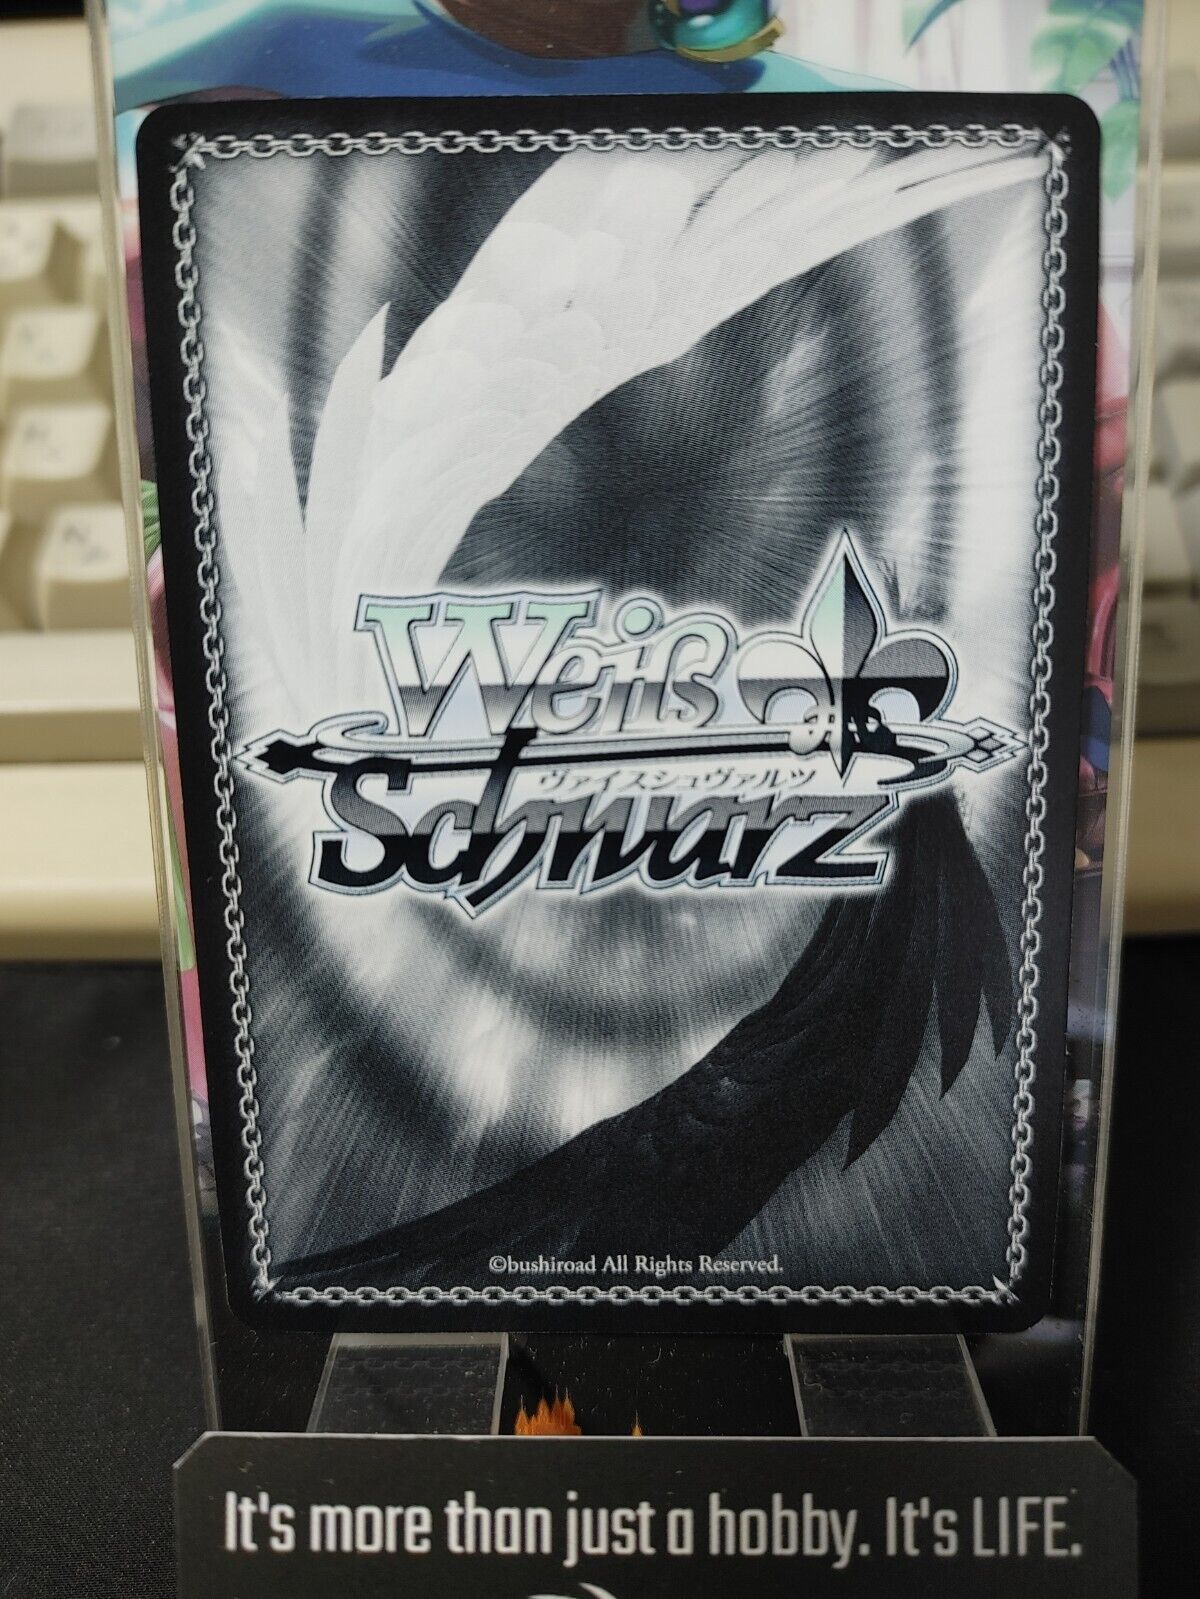 Weiß
ヴァイスシュヴァルツ
Schwarz
©bushiroad All Rights Reserved.
It's more than just a hobby. It's LIFE.